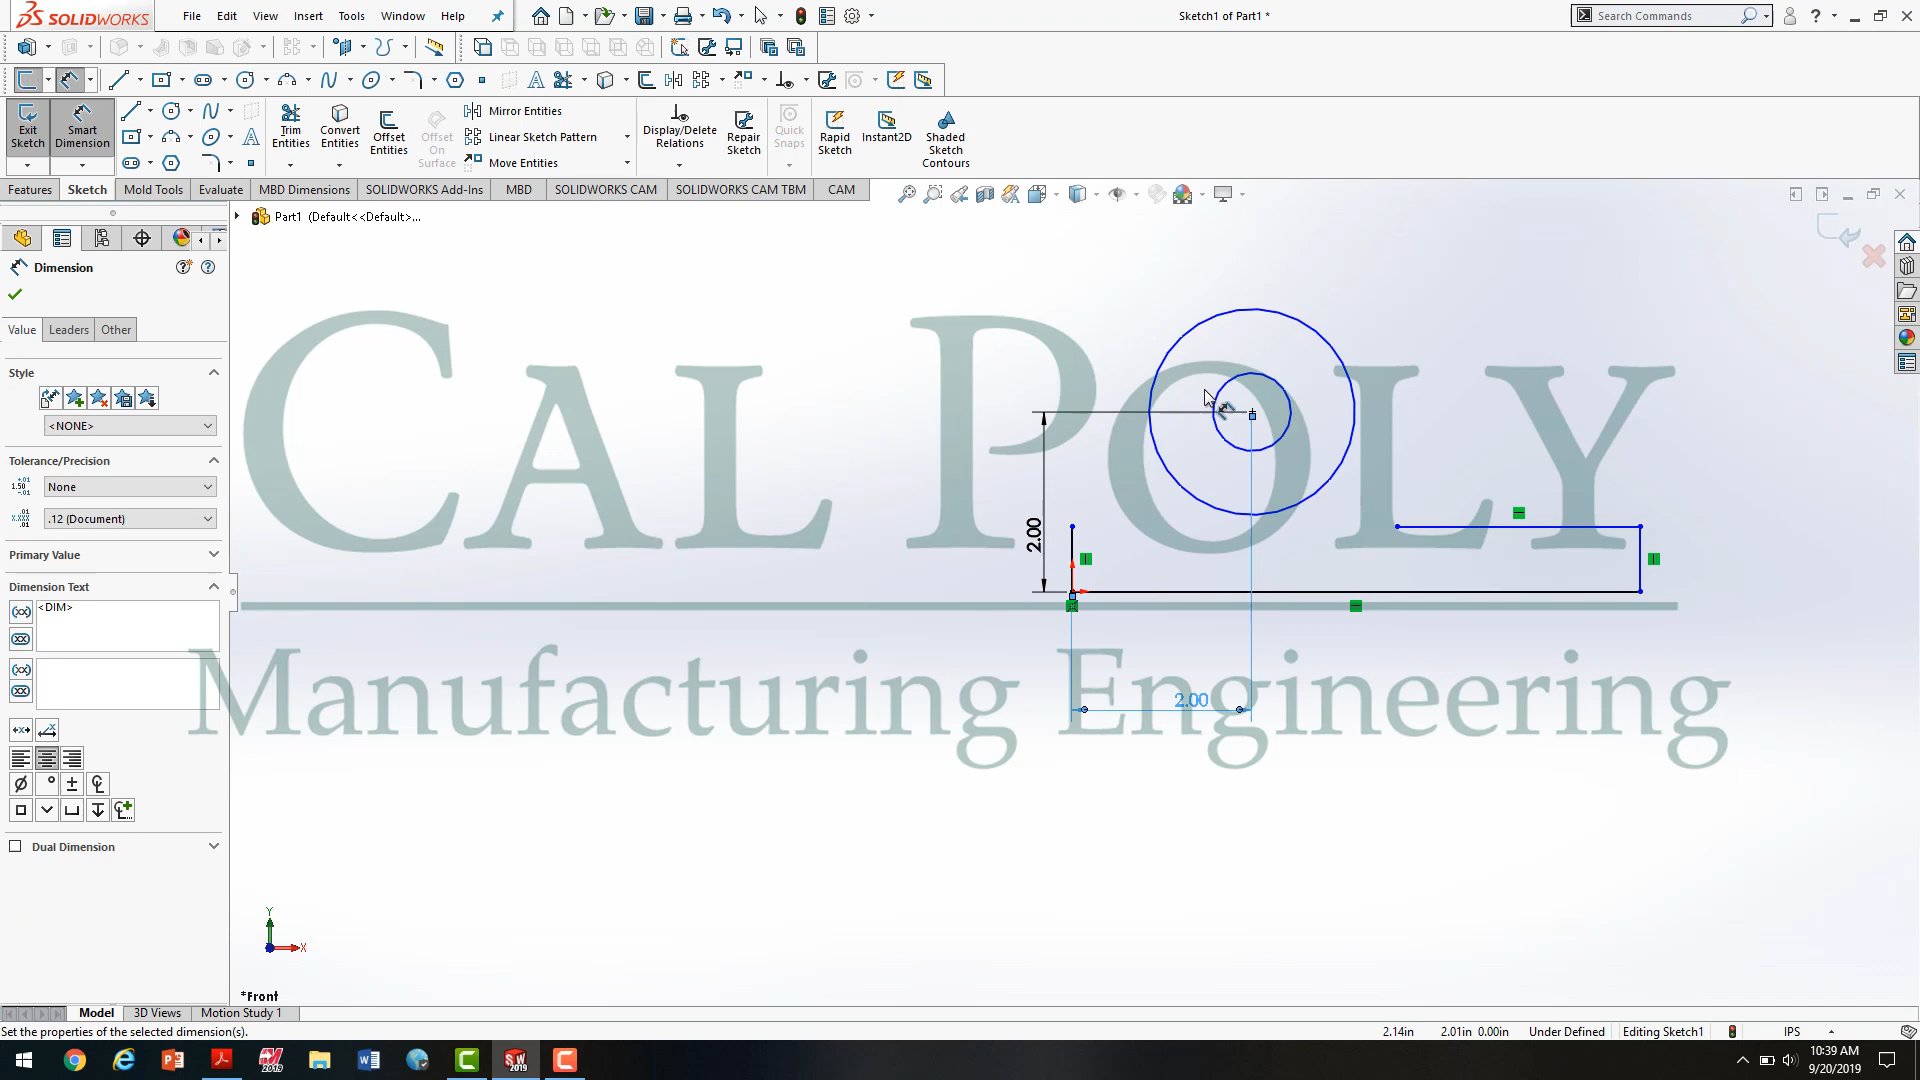 SOLIDWORKS
File Edit View Insert Tools Window Help
Sketch1 of Part1 *
Search Commands
Exit Sketch
Smart Dimension
Trim Entities
Convert Entities
Offset Entities
Offset On Surface
Mirror Entities
Linear Sketch Pattern
Move Entities
Display/Delete Relations
Repair Sketch
Quick Snaps
Rapid Sketch
Instant2D
Shaded Sketch Contours
Features Sketch Mold Tools Evaluate MBD Dimensions SOLIDWORKS Add-Ins MBD SOLIDWORKS CAM SOLIDWORKS CAM TBM CAM
Part1 (Default<<Default>...
Dimension
Value Leaders Other
Style
<NONE>
Tolerance/Precision
None
.12 (Document)
Primary Value
Dimension Text
<DIM>
Dual Dimension
CAL POLY
Manufacturing Engineering
2.00
2.00
Y
X
*Front
Model 3D Views Motion Study 1
Set the properties of the selected dimension(s).
2.14in 2.01in 0.00in Under Defined Editing Sketch1 IPS
10:39 AM
9/20/2019